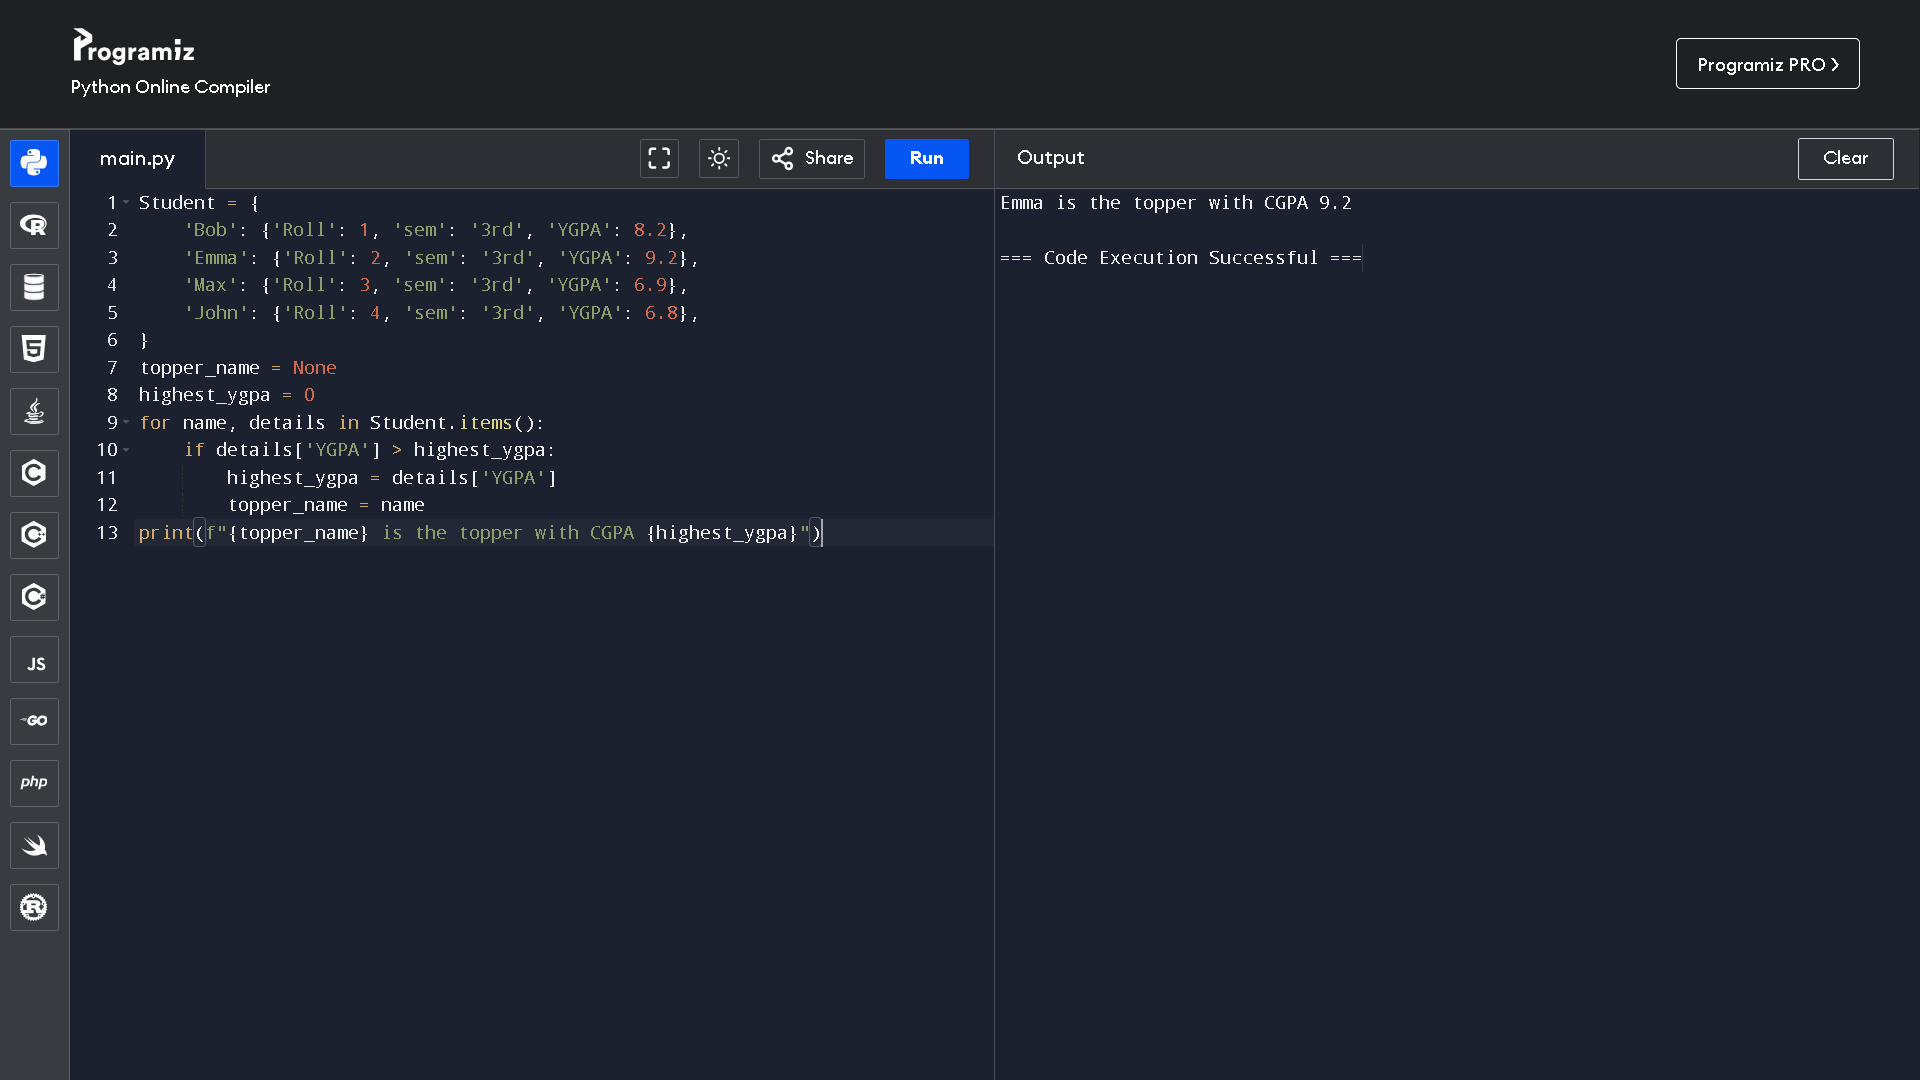 Programiz
Python Online Compiler
Programiz PRO >
main.py
Share
Run
Output
Clear
1 Student = {
2     'Bob': {'Roll': 1, 'sem': '3rd', 'YGPA': 8.2},
3     'Emma': {'Roll': 2, 'sem': '3rd', 'YGPA': 9.2},
4     'Max': {'Roll': 3, 'sem': '3rd', 'YGPA': 6.9},
5     'John': {'Roll': 4, 'sem': '3rd', 'YGPA': 6.8},
6 }
7 topper_name = None
8 highest_ygpa = 0
9 for name, details in Student.items():
10     if details['YGPA'] > highest_ygpa:
11         highest_ygpa = details['YGPA']
12         topper_name = name
13 print(f"{topper_name} is the topper with CGPA {highest_ygpa}")
Emma is the topper with CGPA 9.2
=== Code Execution Successful ===
R
5
C
C
C
JS
GO
php
R